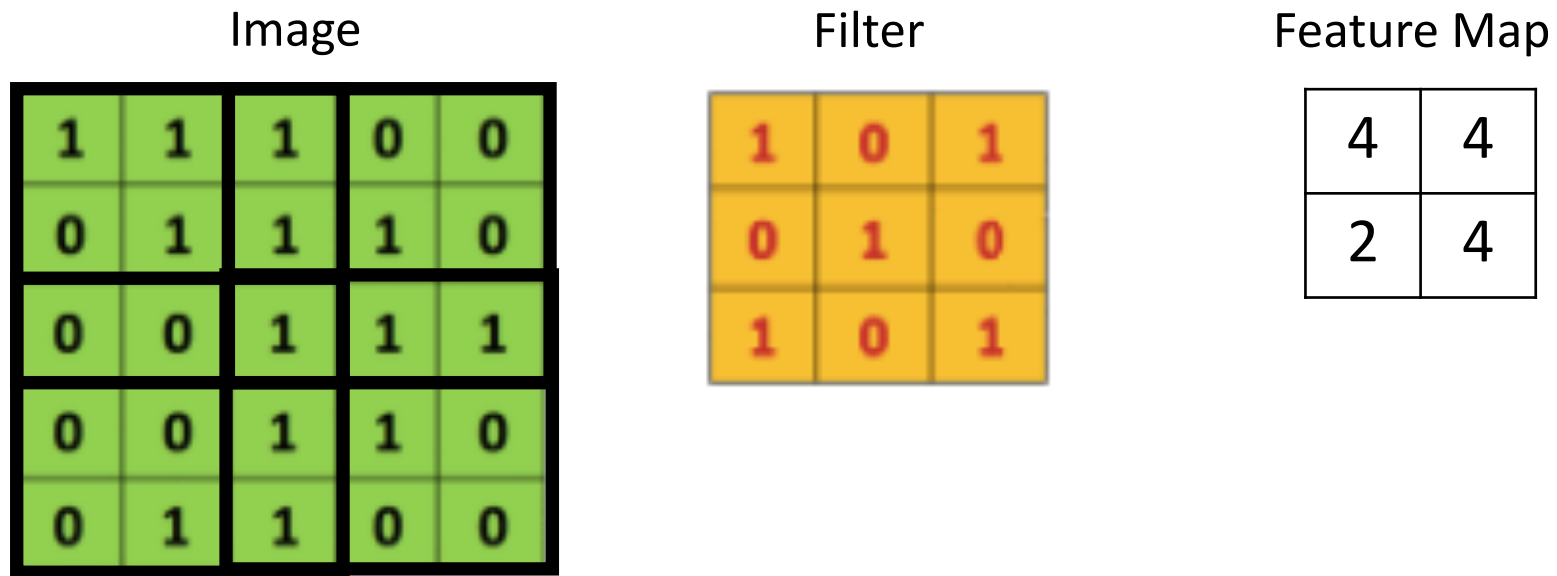 Image
Filter
Feature Map
1 1 1 0 0
0 1 1 1 0
0 0 1 1 1
0 0 1 1 0
0 1 1 0 0
1 0 1
0 1 0
1 0 1
4 4
2 4